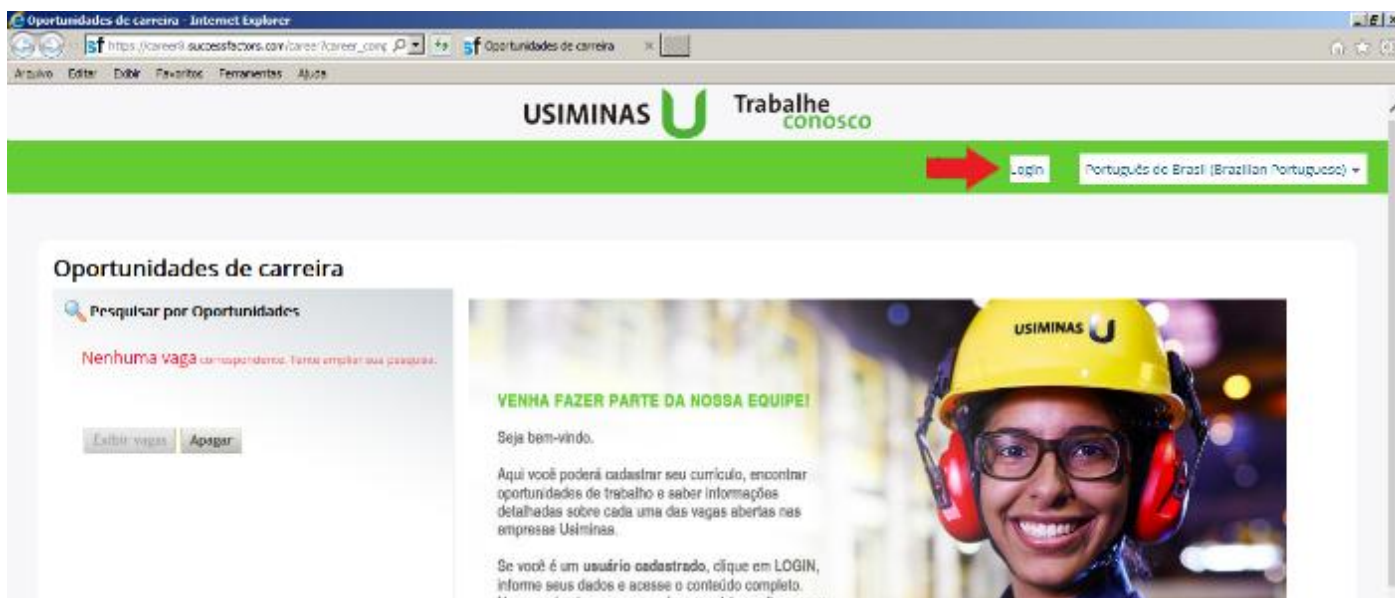 Oportunidades de carreira - Internet Explorer
https://career8.successfactors.com/career?career_comp
Oportunidades de carreira
Arquivo Editar Exibir Favoritos Ferramentas Ajuda
USIMINAS
Trabalhe
conosco
Login
Português do Brasil (Brazilian Portuguese)
Oportunidades de carreira
Pesquisar por Oportunidades
Nenhuma vaga correspondente. Tente ampliar sua pesquisa.
Exibir vagas Apagar
USIMINAS
VENHA FAZER PARTE DA NOSSA EQUIPE!
Seja bem-vindo.
Aqui você poderá cadastrar seu currículo, encontrar
oportunidades de trabalho e saber informações
detalhadas sobre cada uma das vagas abertas nas
empresas Usiminas.
Se você é um usuário cadastrado, clique em LOGIN,
informe seus dados e acesse o conteúdo completo.